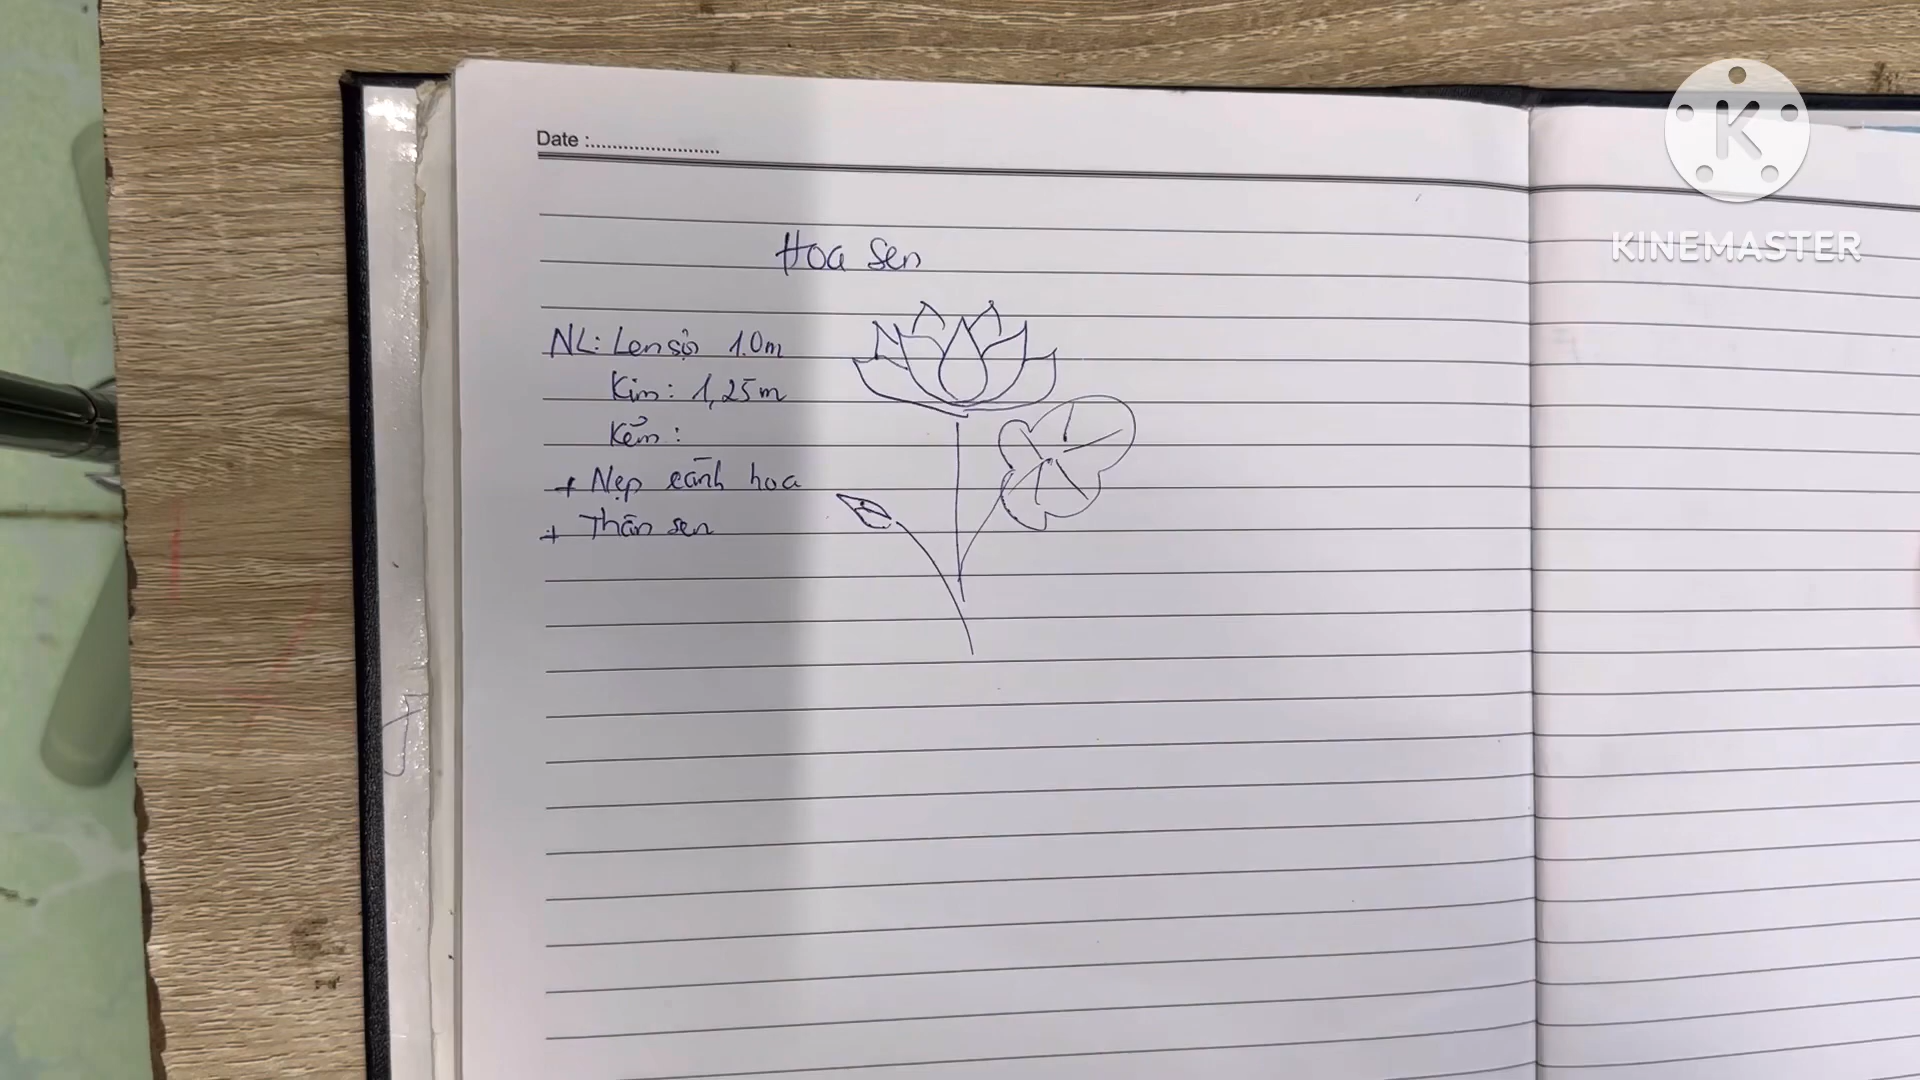 Date :........................
Hoa Sen
NL: Len sợi 1.0m
Kim: 1,25m
Kẽm :
+ Nẹp cánh hoa
+ Thân sen
K
KINEMASTER